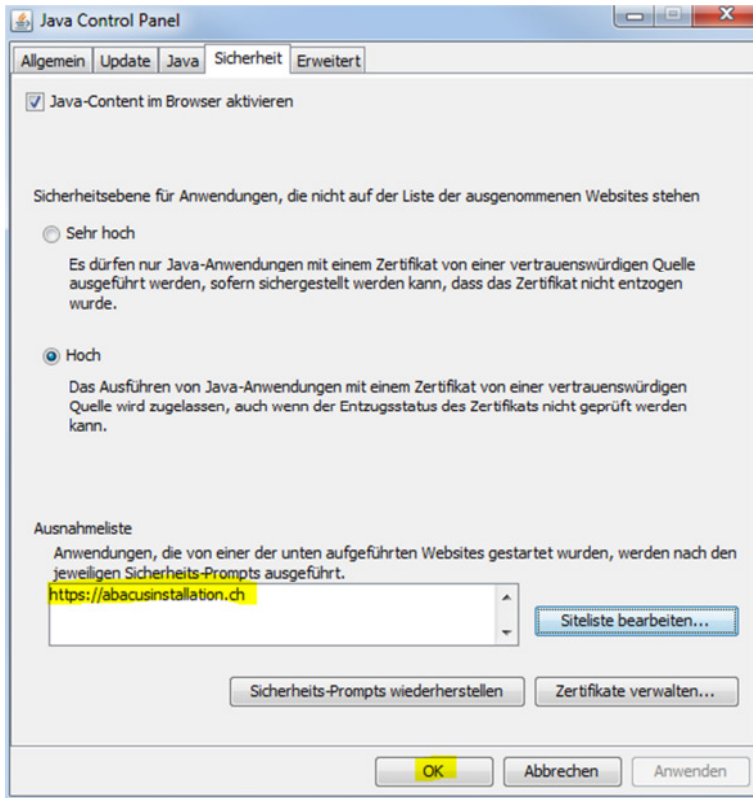 Java Control Panel
Allgemein Update Java Sicherheit Erweitert
Java-Content im Browser aktivieren
Sicherheitsebene für Anwendungen, die nicht auf der Liste der ausgenommenen Websites stehen
Sehr hoch
Es dürfen nur Java-Anwendungen mit einem Zertifikat von einer vertrauenswürdigen Quelle
ausgeführt werden, sofern sichergestellt werden kann, dass das Zertifikat nicht entzogen
wurde.
Hoch
Das Ausführen von Java-Anwendungen mit einem Zertifikat von einer vertrauenswürdigen
Quelle wird zugelassen, auch wenn der Entzugsstatus des Zertifikats nicht geprüft werden
kann.
Ausnahmeliste
Anwendungen, die von einer der unten aufgeführten Websites gestartet wurden, werden nach den
jeweiligen Sicherheits-Prompts ausgeführt.
https://abacusinstallation.ch
Siteliste bearbeiten...
Sicherheits-Prompts wiederherstellen Zertifikate verwalten...
OK Abbrechen Anwenden